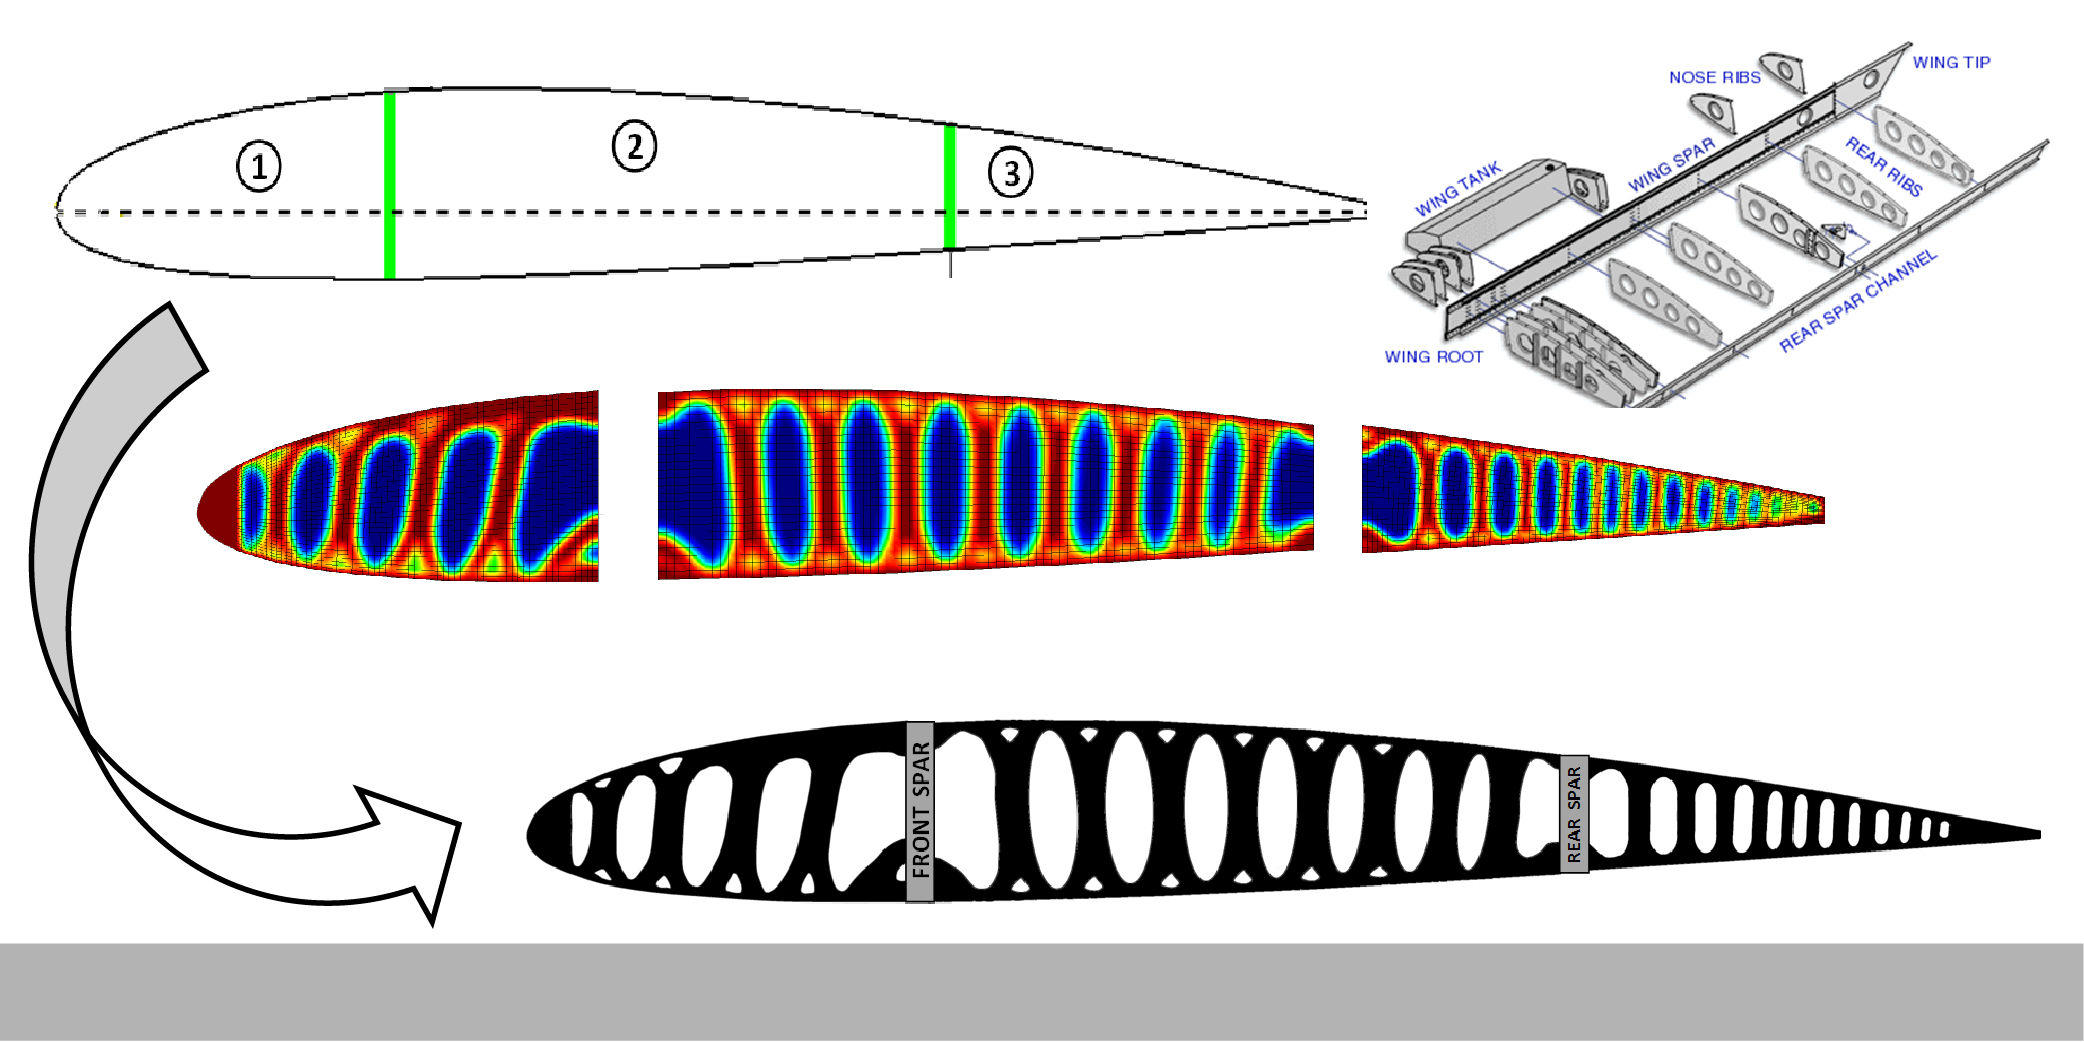 1
2
3
NOSE RIBS
WING TIP
WING TANK
WING SPAR
REAR RIBS
REAR SPAR CHANNEL
WING ROOT
FRONT SPAR
REAR SPAR